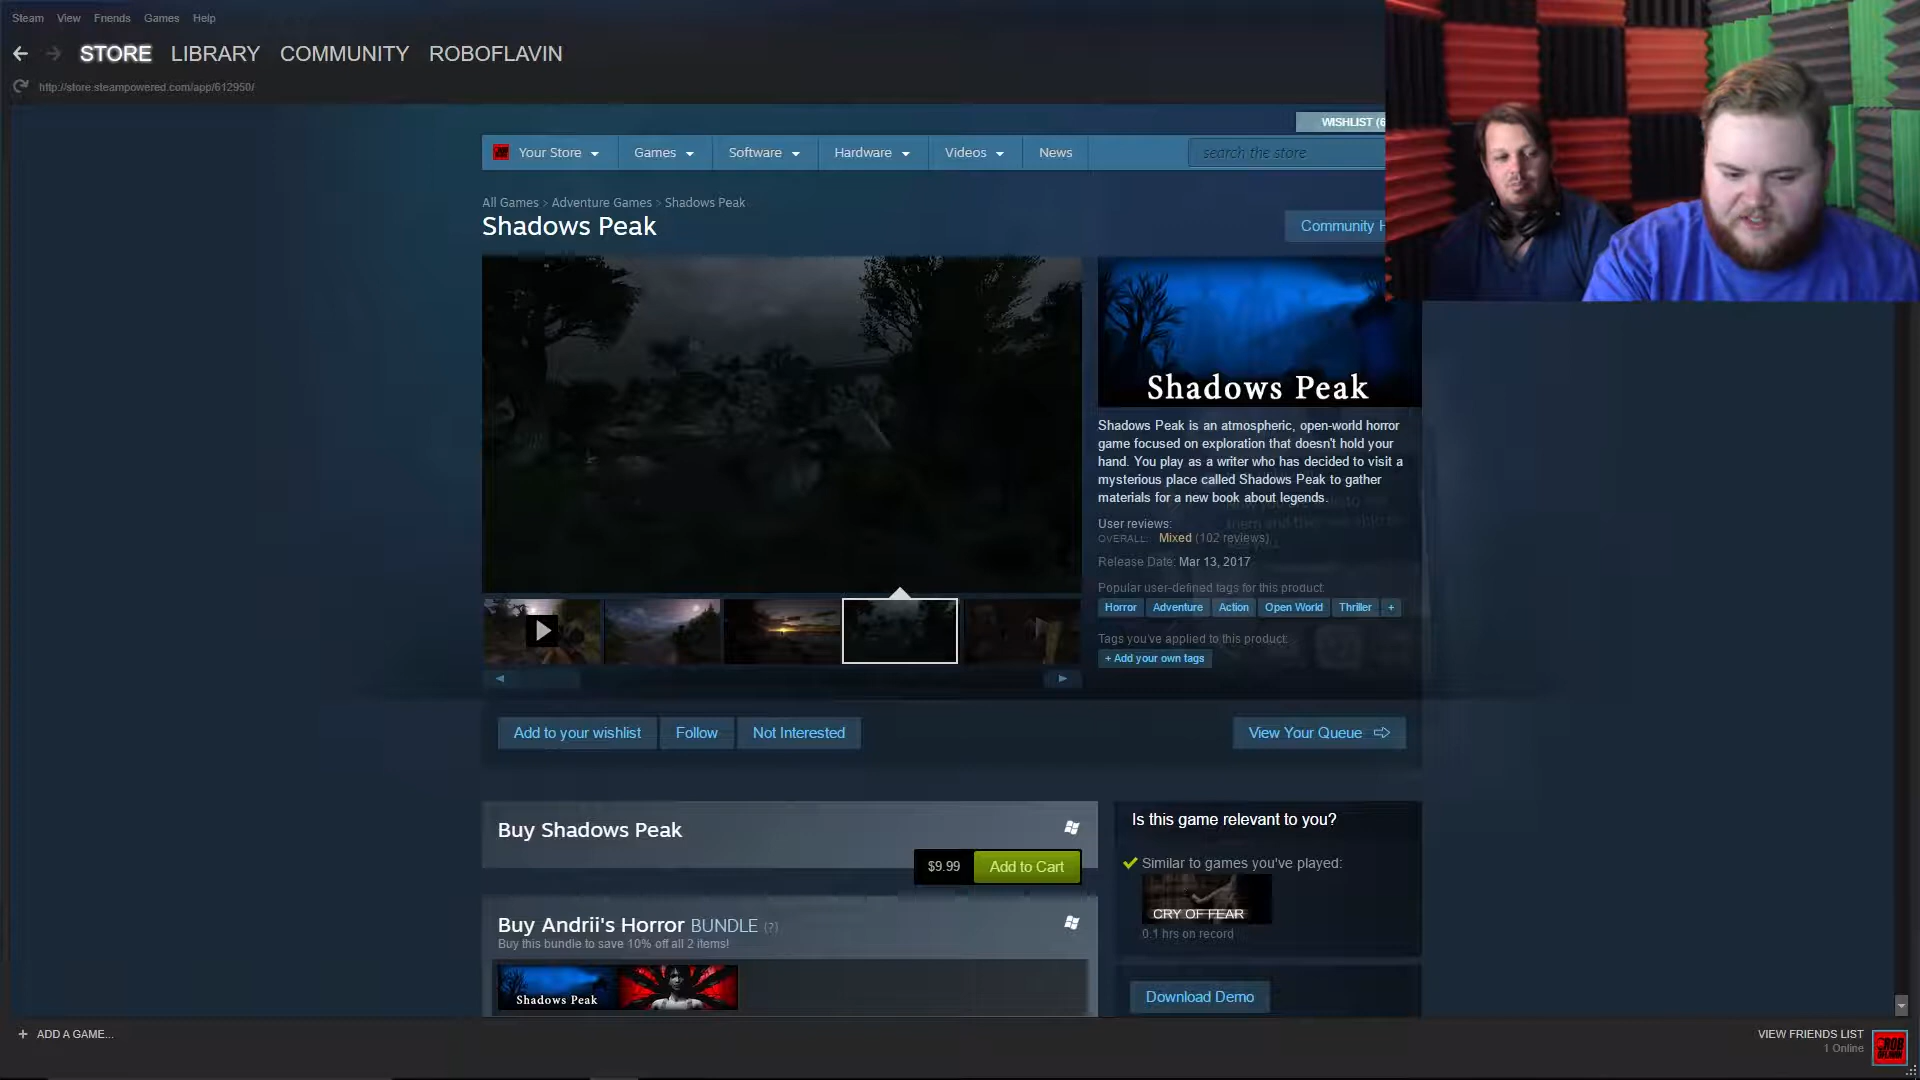 Steam View Friends Games Help
STORE LIBRARY COMMUNITY ROBOFLAVIN
http://store.steampowered.com/app/612950/
WISHLIST (6
Your Store Games Software Hardware Videos News search the store
All Games > Adventure Games > Shadows Peak
Shadows Peak
Community H
Shadows Peak
Shadows Peak is an atmospheric, open-world horror
game focused on exploration that doesn't hold your
hand. You play as a writer who has decided to visit a
mysterious place called Shadows Peak to gather
materials for a new book about legends.
User reviews:
OVERALL: Mixed (102 reviews)
Release Date: Mar 13, 2017
Popular user-defined tags for this product:
Horror Adventure Action Open World Thriller +
Tags you've applied to this product:
+ Add your own tags
Add to your wishlist Follow Not Interested View Your Queue
Buy Shadows Peak
$9.99 Add to Cart
Is this game relevant to you?
Similar to games you've played:
CRY OF FEAR
0.1 hrs on record
Buy Andrii's Horror BUNDLE (?)
Buy this bundle to save 10% off all 2 items!
Shadows Peak
Download Demo
+ ADD A GAME...
VIEW FRIENDS LIST
1 Online